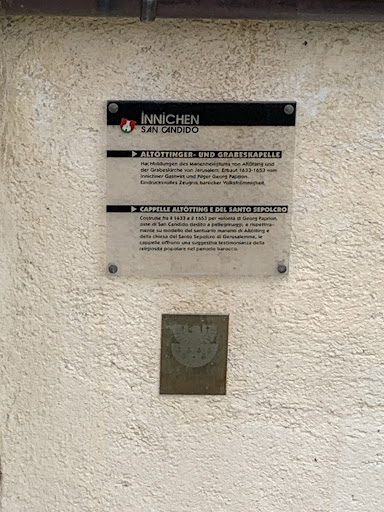 INNICHEN
SAN CANDIDO
ALTÖTTINGER- UND GRABESKAPELLE
Hat Nbildungen des Marienheiligtums von Altötting und
der Grabeskirche von Jerusalem. Erbaut 1633-1653 vom
Innichner Gastwirt und Pilger Georg Paprion.
Eindrucksvolles Zeugnis barocker Volksfrömmigkeit.
CAPPELLE ALTÖTTING E DEL SANTO SEPOLCRO
Costruite fra il 1633 e il 1653 per volontà di Georg Paprion,
oste di San Candido dedito a pellegrinaggi, e rispettiva-
mente su modello del santuario mariano di Altötting e
della chiesa del Santo Sepolcro di Gerusalemme, le
cappelle offrono una suggestiva testimonianza della
religiosità popolare nel periodo barocco.